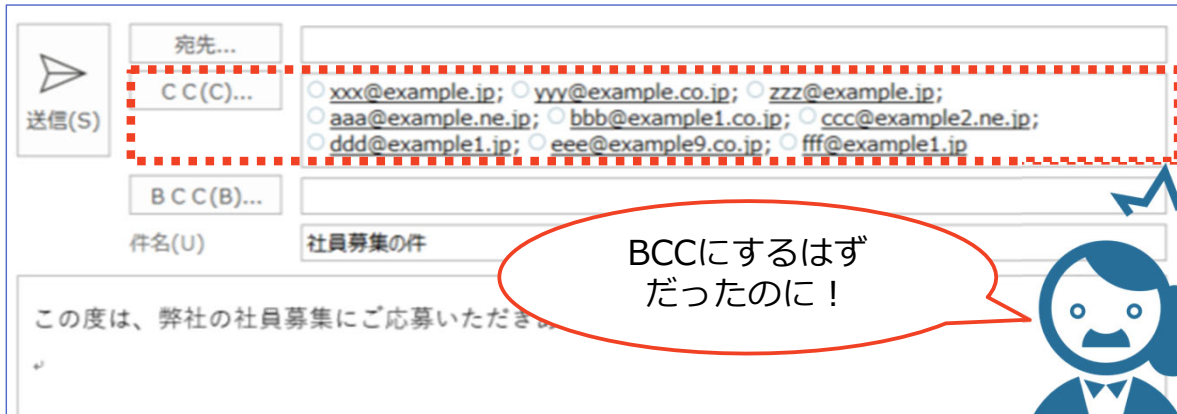 宛先...
送信(S)
CC(C)...
xxx@example.jp; yyy@example.co.jp; zzz@example.jp;
aaa@example.ne.jp; bbb@example1.co.jp; ccc@example2.ne.jp;
ddd@example1.jp; eee@example9.co.jp; fff@example1.jp
BCC(B)...
件名(U)
社員募集の件
BCCにするはず
だったのに！
この度は、弊社の社員募集にご応募いただき